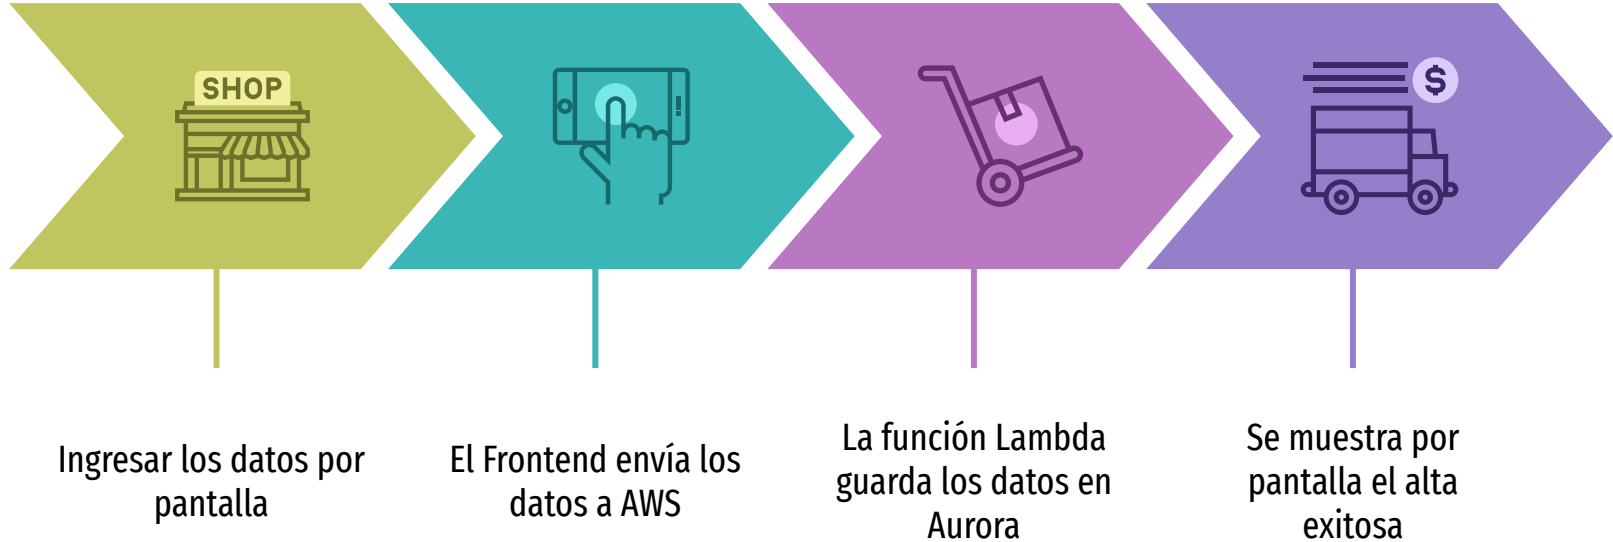 SHOP
$
Ingresar los datos por
pantalla
El Frontend envía los
datos a AWS
La función Lambda
guarda los datos en
Aurora
Se muestra por
pantalla el alta
exitosa